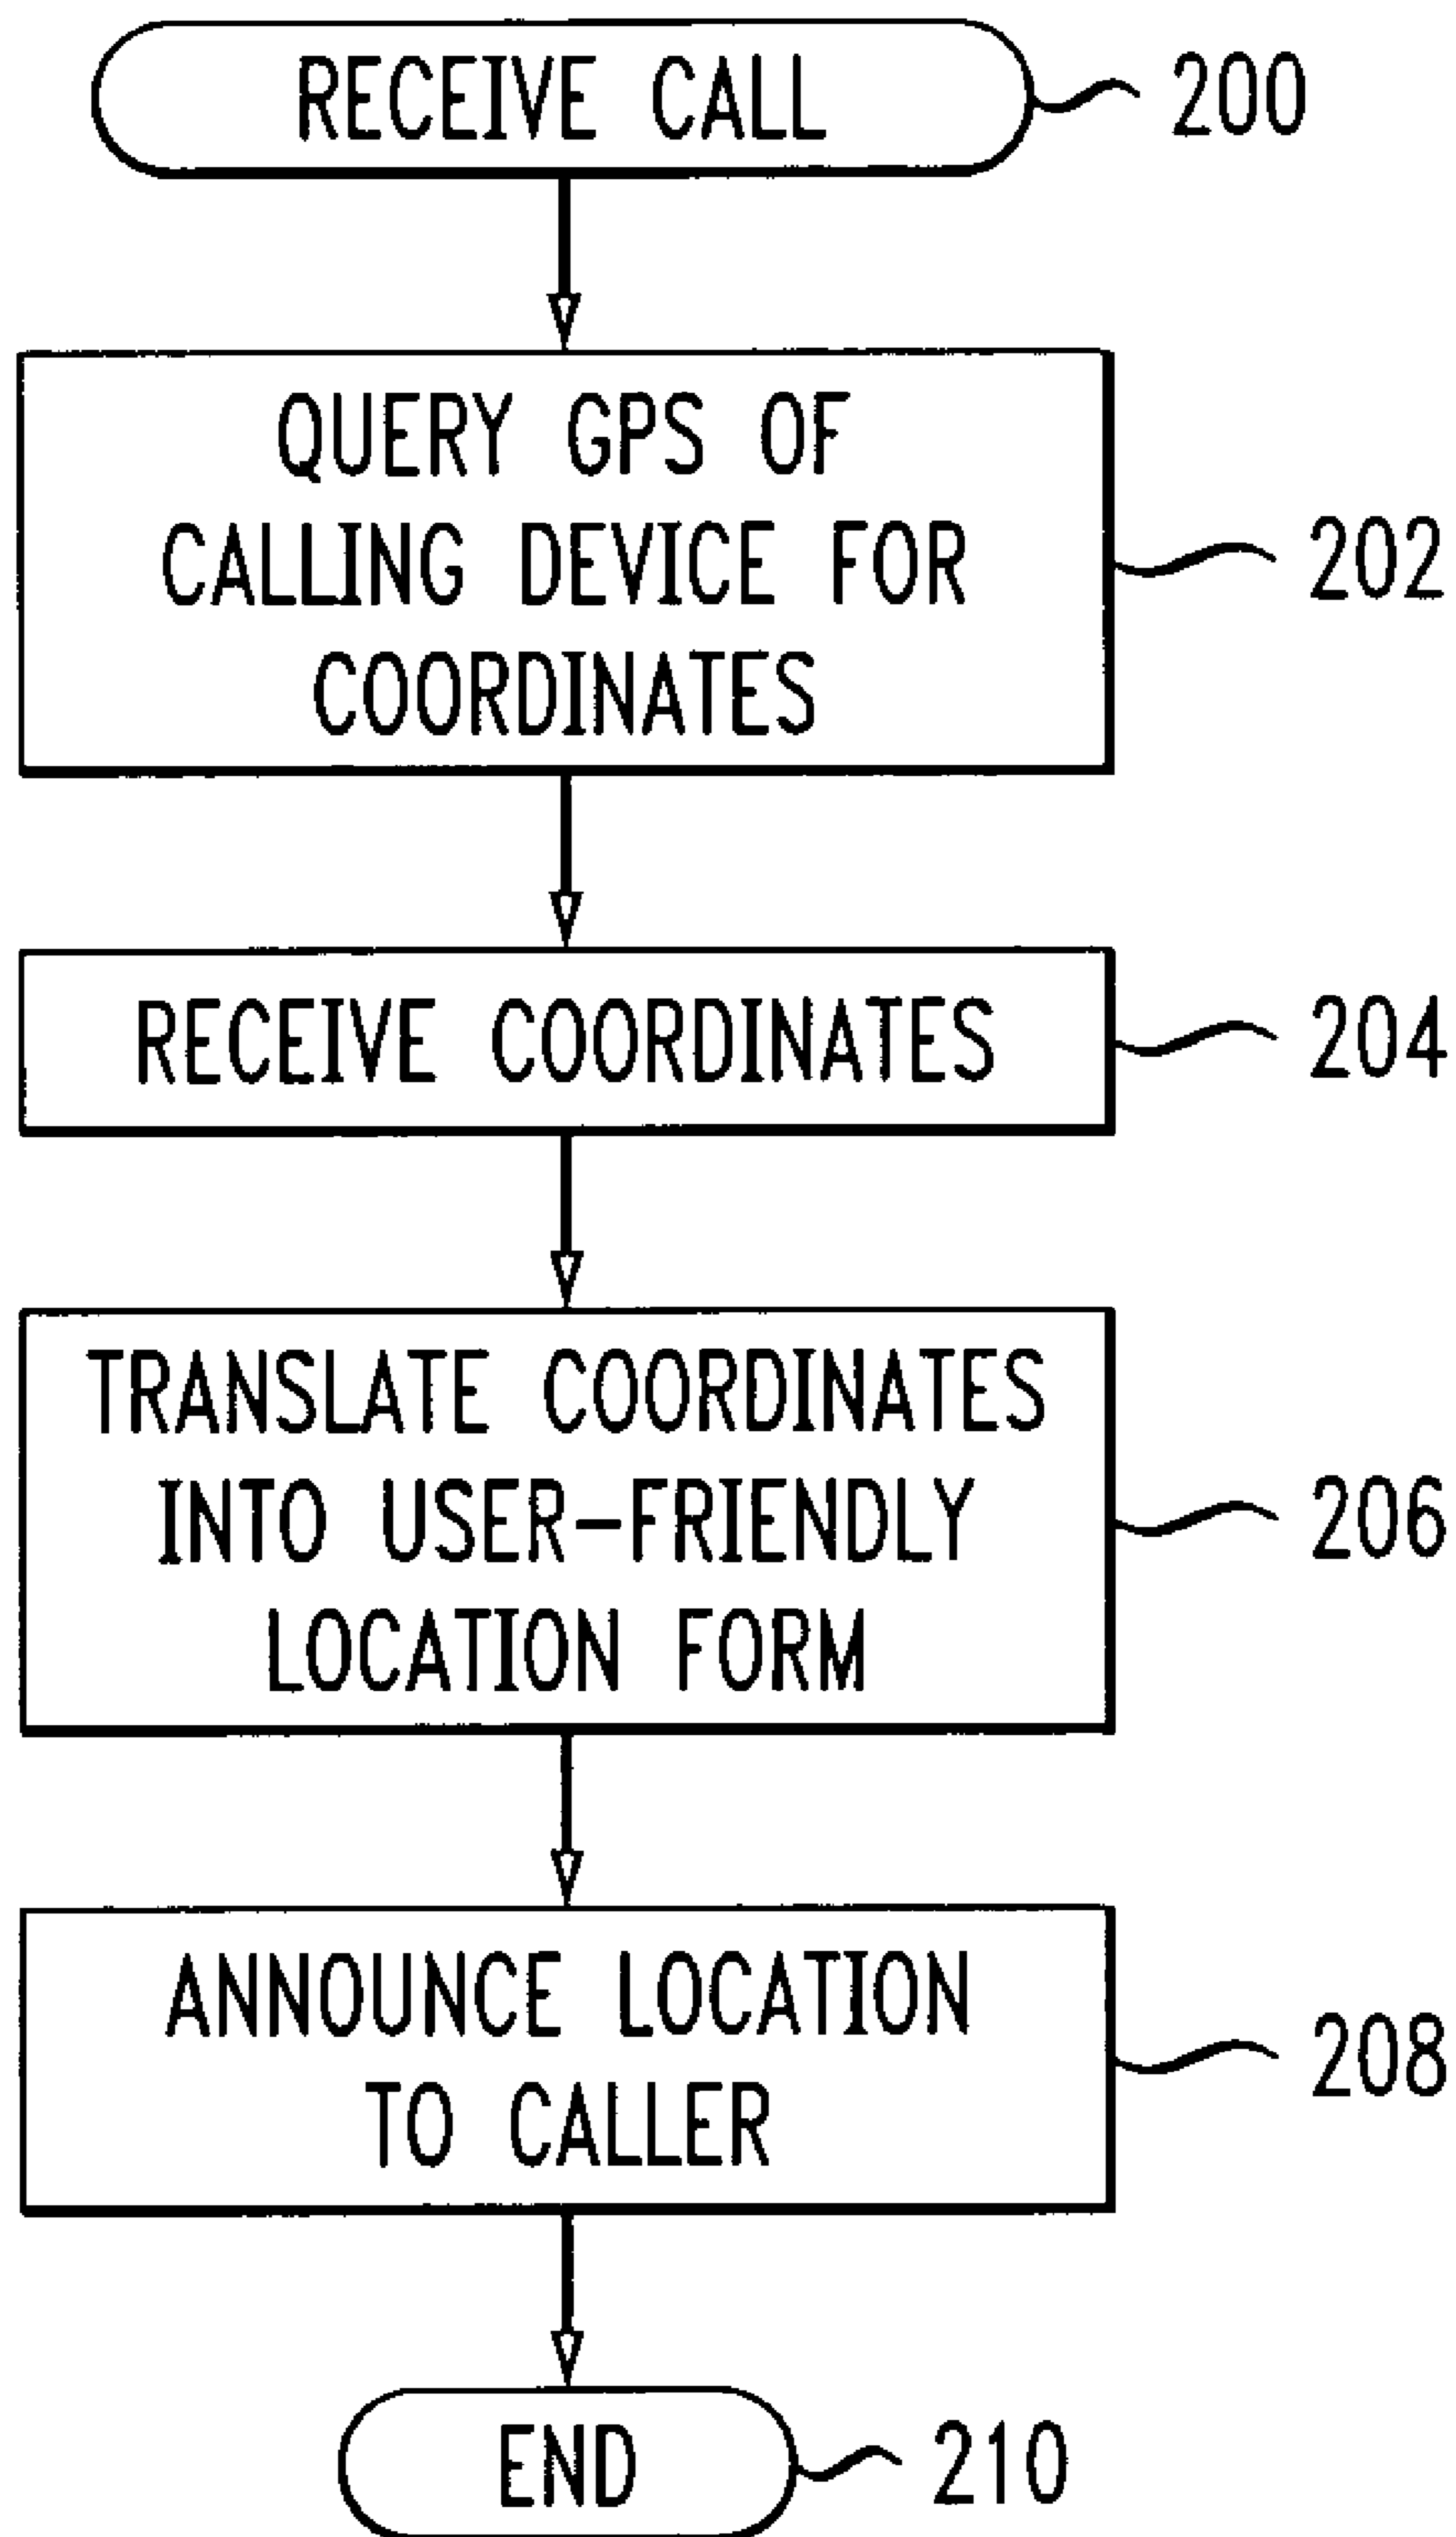 RECEIVE CALL
200
QUERY GPS OF
CALLING DEVICE FOR
COORDINATES
202
RECEIVE COORDINATES
204
TRANSLATE COORDINATES
INTO USER-FRIENDLY
LOCATION FORM
206
ANNOUNCE LOCATION
TO CALLER
208
END
210